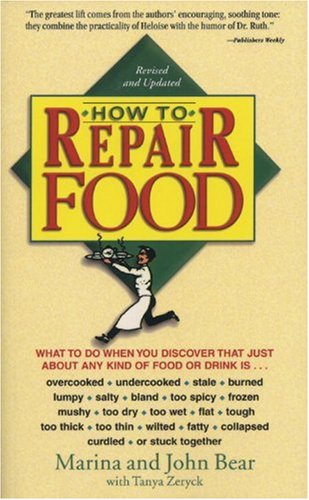 "The greatest lift comes from the authors' encouraging, soothing tone:
they combine the practicality of Heloise with the humor of Dr. Ruth."
—Publishers Weekly
Revised
and Updated
HOW TO
REPAIR
FOOD
WHAT TO DO WHEN YOU DISCOVER THAT JUST
ABOUT ANY KIND OF FOOD OR DRINK IS . . .
overcooked ♦ undercooked ♦ stale ♦ burned
lumpy ♦ salty ♦ bland ♦ too spicy ♦ frozen
mushy ♦ too dry ♦ too wet ♦ flat ♦ tough
too thick ♦ too thin ♦ wilted ♦ fatty ♦ collapsed
curdled ♦ or stuck together
Marina and John Bear
with Tanya Zeryck